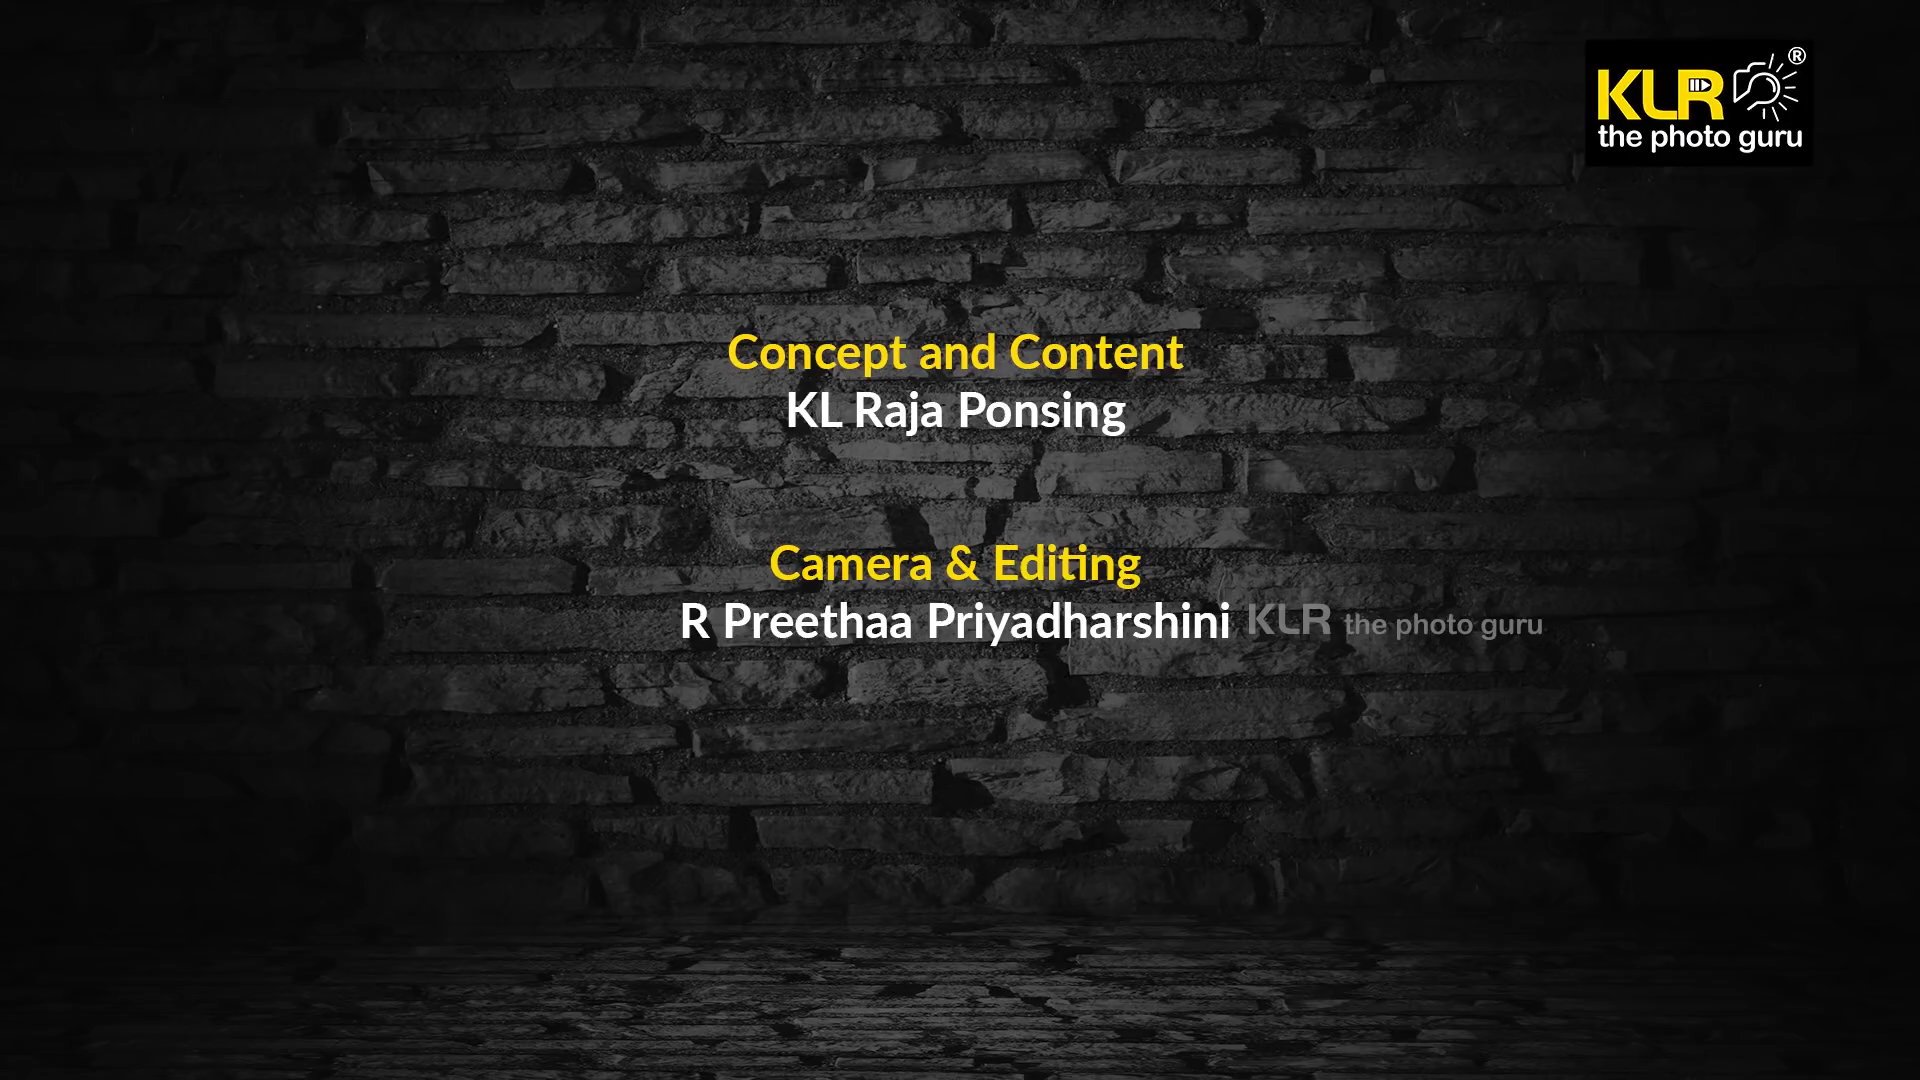 KLR®
the photo guru
Concept and Content
KL Raja Ponsing
Camera & Editing
R Preethaa Priyadharshini
KLR the photo guru